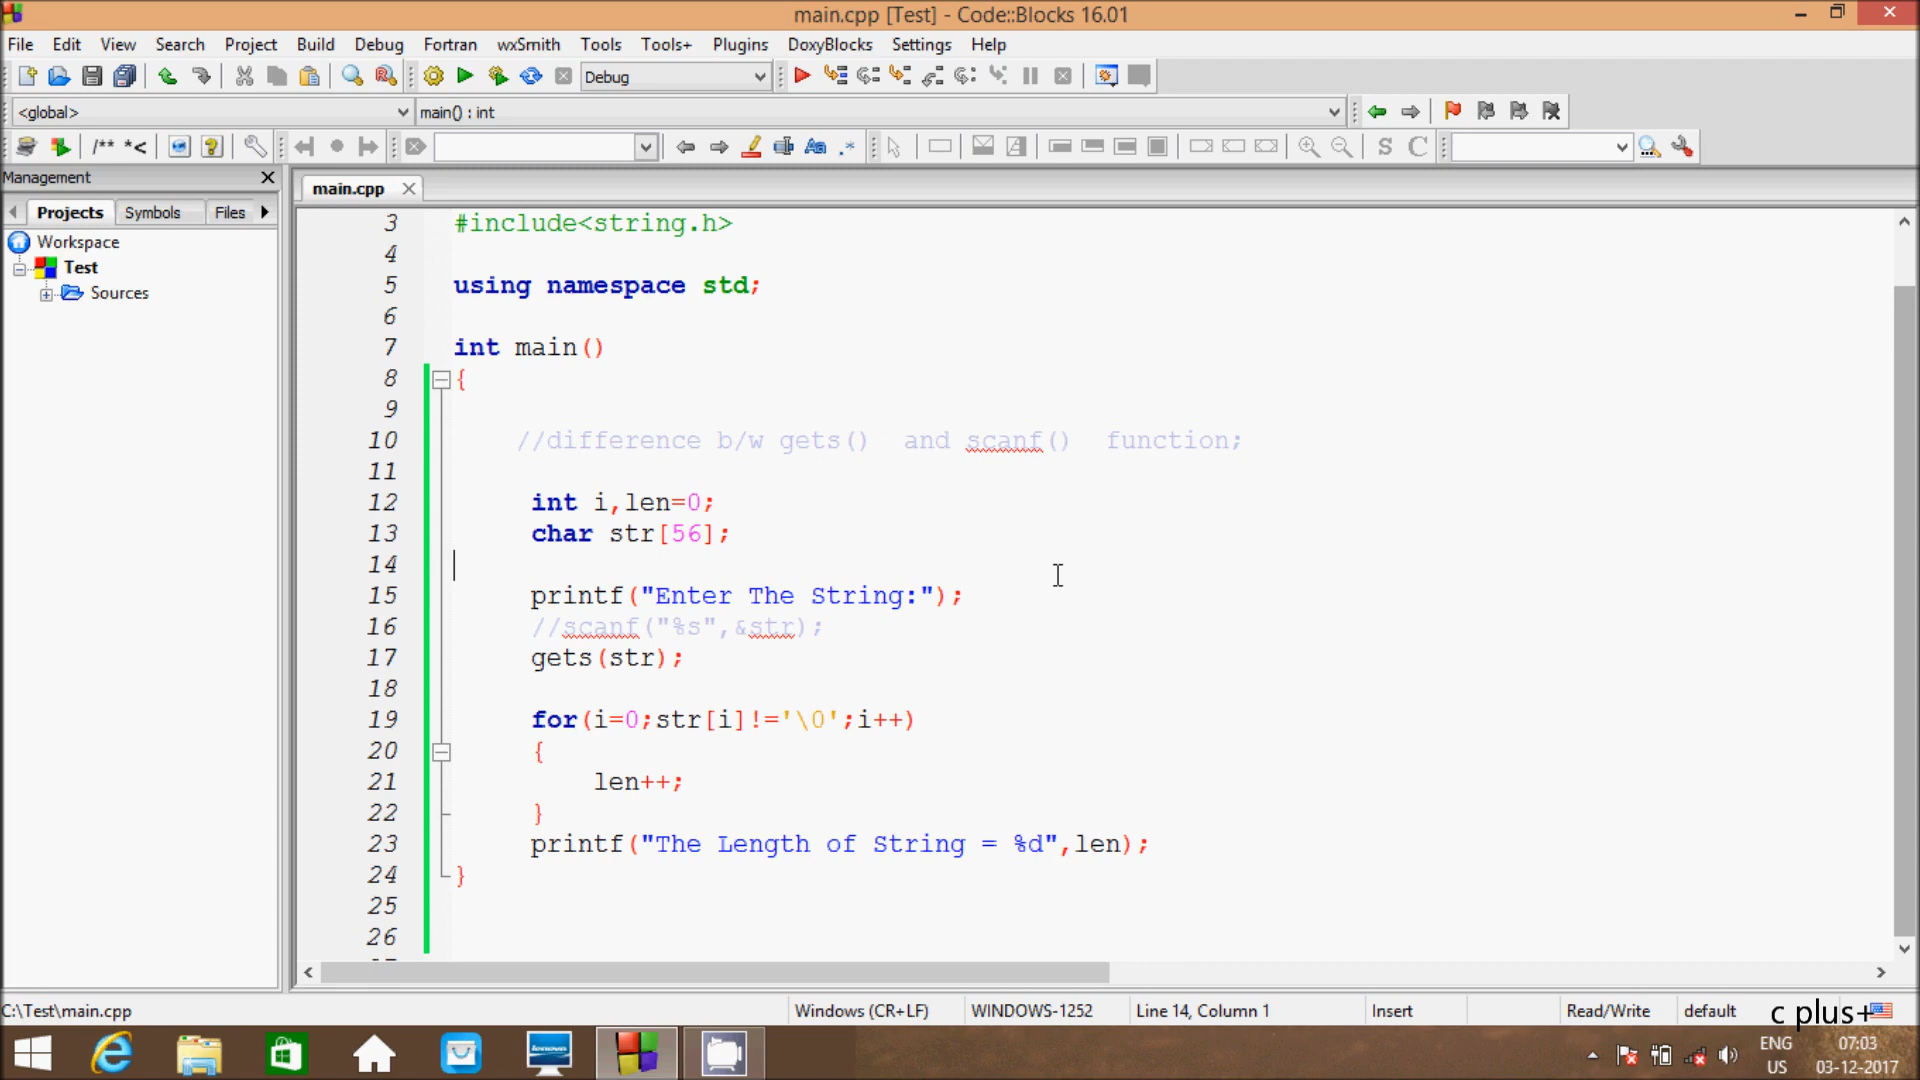 main.cpp [Test] - Code::Blocks 16.01
File Edit View Search Project Build Debug Fortran wxSmith Tools Tools+ Plugins DoxyBlocks Settings Help
Debug
<global> main() : int
/** *<
S C
Management
Projects Symbols Files
Workspace
Test
Sources
main.cpp
3 #include<string.h>
4
5 using namespace std;
6
7 int main()
8 {
9
10 //difference b/w gets()  and scanf()  function;
11
12 int i,len=0;
13 char str[56];
14
15 printf("Enter The String:");
16 //scanf("%s",&str);
17 gets(str);
18
19 for(i=0;str[i]!='\0';i++)
20 {
21 len++;
22 }
23 printf("The Length of String = %d",len);
24 }
25
26
C:\Test\main.cpp Windows (CR+LF) WINDOWS-1252 Line 14, Column 1 Insert Read/Write default c plus+
ENG 07:03
US 03-12-2017